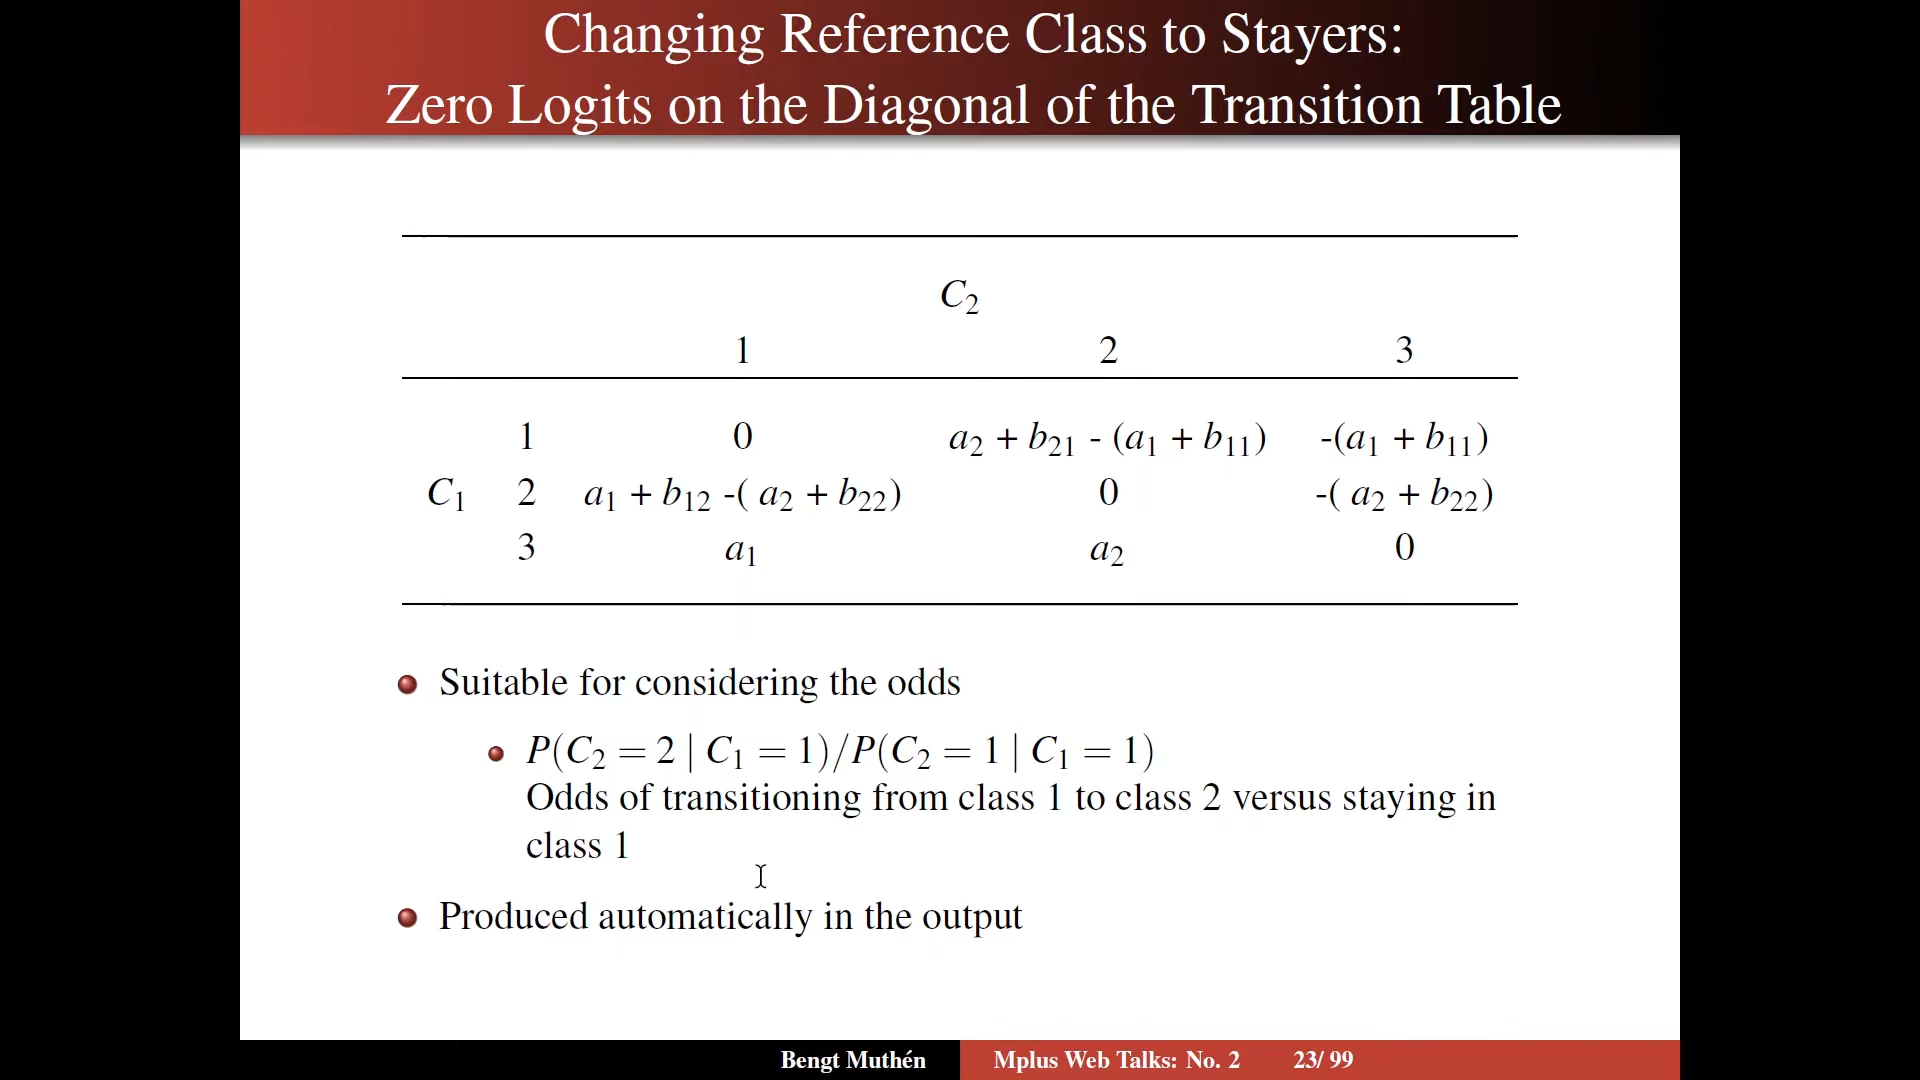 Changing Reference Class to Stayers:
Zero Logits on the Diagonal of the Transition Table
C₂
1 2 3
1 0 a₂ + b₂₁ - (a₁ + b₁₁) -(a₁ + b₁₁)
C₁ 2 a₁ + b₁₂ -( a₂ + b₂₂) 0 -( a₂ + b₂₂)
3 a₁ a₂ 0
Suitable for considering the odds
P(C₂ = 2 | C₁ = 1)/P(C₂ = 1 | C₁ = 1)
Odds of transitioning from class 1 to class 2 versus staying in
class 1
Produced automatically in the output
Bengt Muthén Mplus Web Talks: No. 2 23/ 99